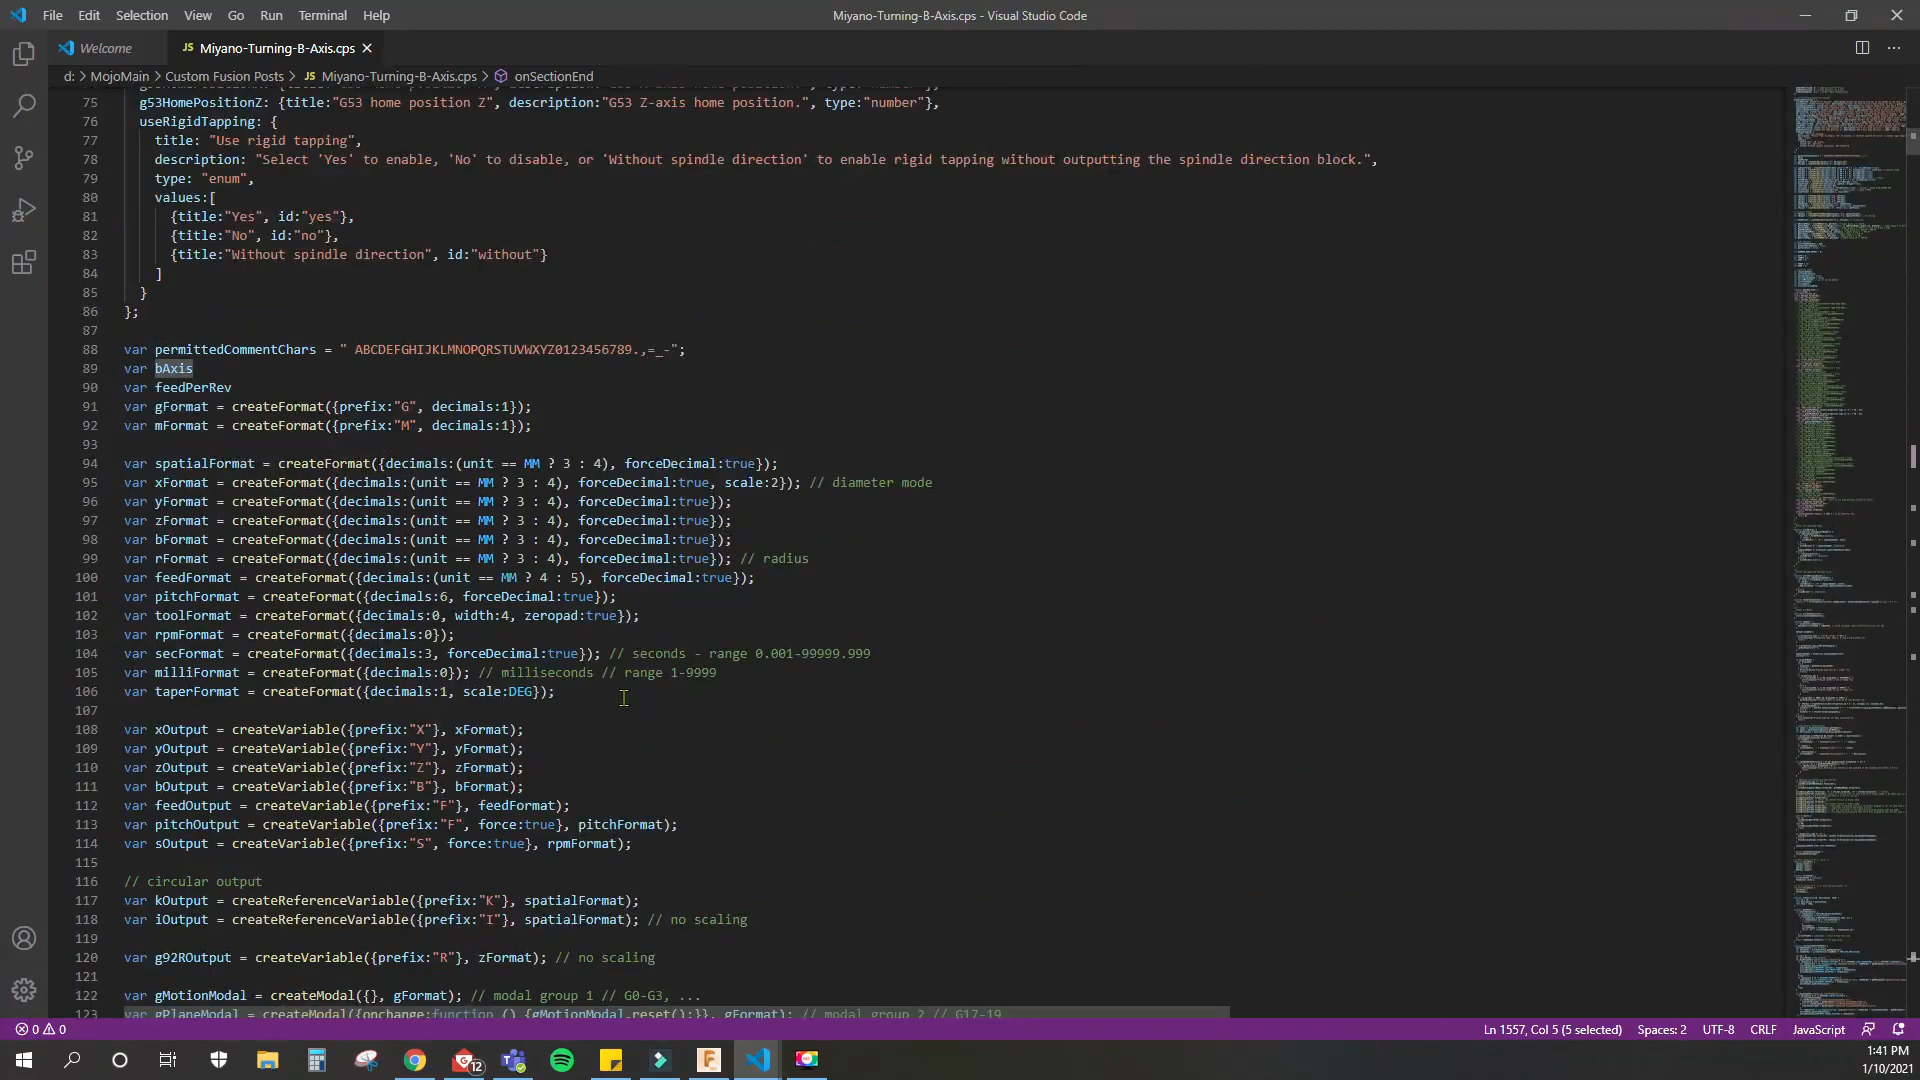 File Edit Selection View Go Run Terminal Help
Miyano-Turning-B-Axis.cps - Visual Studio Code
Welcome
JS Miyano-Turning-B-Axis.cps
d: > MojoMain > Custom Fusion Posts > JS Miyano-Turning-B-Axis.cps > onSectionEnd
75 g53HomePositionZ: {title:"G53 home position Z", description:"G53 Z-axis home position.", type:"number"},
76 useRigidTapping: {
77 title: "Use rigid tapping",
78 description: "Select 'Yes' to enable, 'No' to disable, or 'Without spindle direction' to enable rigid tapping without outputting the spindle direction block.",
79 type: "enum",
80 values:[
81 {title:"Yes", id:"yes"},
82 {title:"No", id:"no"},
83 {title:"Without spindle direction", id:"without"}
84 ]
85 }
86 };
87
88 var permittedCommentChars = " ABCDEFGHIJKLMNOPQRSTUVWXYZ0123456789.,=_-";
89 var bAxis
90 var feedPerRev
91 var gFormat = createFormat({prefix:"G", decimals:1});
92 var mFormat = createFormat({prefix:"M", decimals:1});
93
94 var spatialFormat = createFormat({decimals:(unit == MM ? 3 : 4), forceDecimal:true});
95 var xFormat = createFormat({decimals:(unit == MM ? 3 : 4), forceDecimal:true, scale:2}); // diameter mode
96 var yFormat = createFormat({decimals:(unit == MM ? 3 : 4), forceDecimal:true});
97 var zFormat = createFormat({decimals:(unit == MM ? 3 : 4), forceDecimal:true});
98 var bFormat = createFormat({decimals:(unit == MM ? 3 : 4), forceDecimal:true});
99 var rFormat = createFormat({decimals:(unit == MM ? 3 : 4), forceDecimal:true}); // radius
100 var feedFormat = createFormat({decimals:(unit == MM ? 4 : 5), forceDecimal:true});
101 var pitchFormat = createFormat({decimals:6, forceDecimal:true});
102 var toolFormat = createFormat({decimals:0, width:4, zeropad:true});
103 var rpmFormat = createFormat({decimals:0});
104 var secFormat = createFormat({decimals:3, forceDecimal:true}); // seconds - range 0.001-99999.999
105 var milliFormat = createFormat({decimals:0}); // milliseconds // range 1-9999
106 var taperFormat = createFormat({decimals:1, scale:DEG});
107
108 var xOutput = createVariable({prefix:"X"}, xFormat);
109 var yOutput = createVariable({prefix:"Y"}, yFormat);
110 var zOutput = createVariable({prefix:"Z"}, zFormat);
111 var bOutput = createVariable({prefix:"B"}, bFormat);
112 var feedOutput = createVariable({prefix:"F"}, feedFormat);
113 var pitchOutput = createVariable({prefix:"F", force:true}, pitchFormat);
114 var sOutput = createVariable({prefix:"S", force:true}, rpmFormat);
115
116 // circular output
117 var kOutput = createReferenceVariable({prefix:"K"}, spatialFormat);
118 var iOutput = createReferenceVariable({prefix:"I"}, spatialFormat); // no scaling
119
120 var g92ROutput = createVariable({prefix:"R"}, zFormat); // no scaling
121
122 var gMotionModal = createModal({}, gFormat); // modal group 1 // G0-G3, ...
123 var gPlaneModal = createModal({onchange:function () {gMotionModal.reset();}}, gFormat); // modal group 2 // G17-19
0 0
Ln 1557, Col 5 (5 selected) Spaces: 2 UTF-8 CRLF JavaScript
12
1:41 PM
1/10/2021